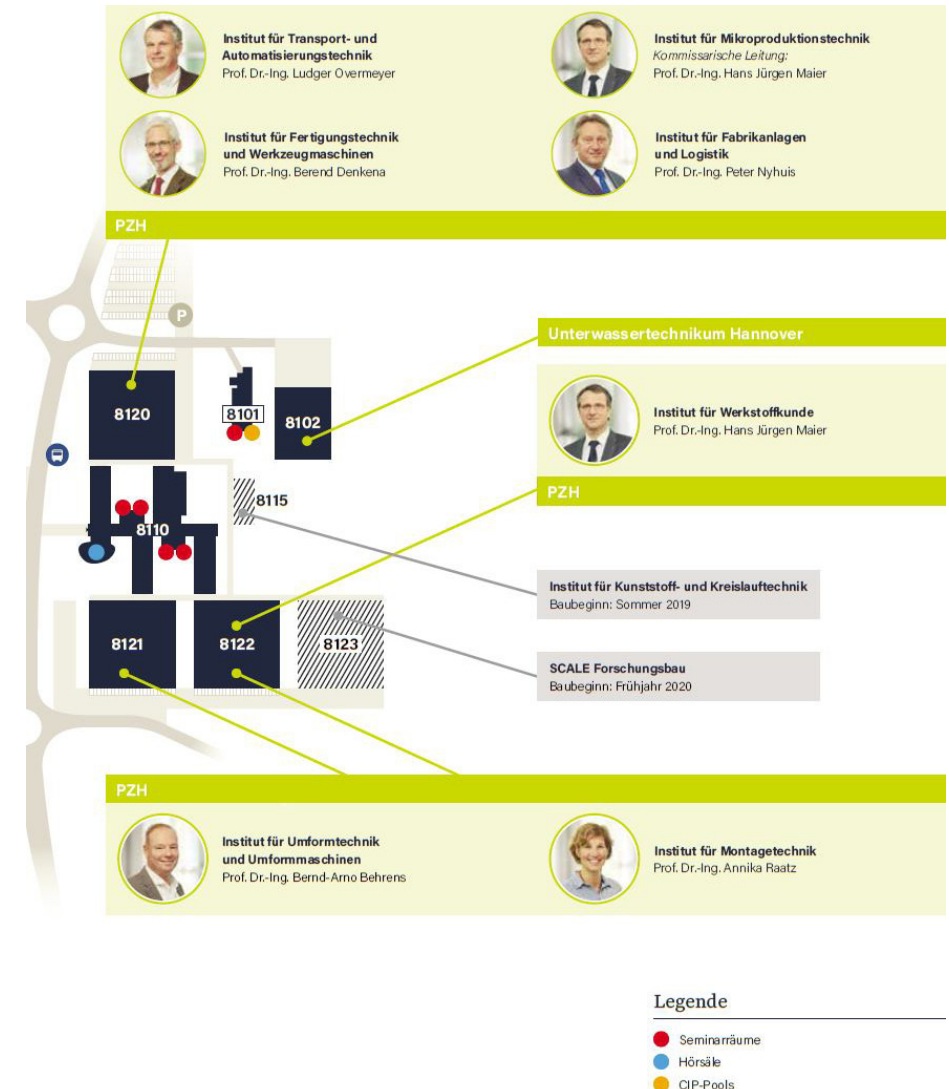 Institut für Transport- und
Automatisierungstechnik
Prof. Dr.-Ing. Ludger Overmeyer
Institut für Mikroproduktionstechnik
Kommissarische Leitung:
Prof. Dr.-Ing. Hans Jürgen Maier
Institut für Fertigungstechnik
und Werkzeugmaschinen
Prof. Dr.-Ing. Berend Denkena
Institut für Fabrikanlagen
und Logistik
Prof. Dr.-Ing. Peter Nyhuis
PZH
P
Unterwassertechnikum Hannover
8120
8101
8102
Institut für Werkstoffkunde
Prof. Dr.-Ing. Hans Jürgen Maier
PZH
8115
8110
Institut für Kunststoff- und Kreislauftechnik
Baubeginn: Sommer 2019
8121
8122
8123
SCALE Forschungsbau
Baubeginn: Frühjahr 2020
PZH
Institut für Umformtechnik
und Umformmaschinen
Prof. Dr.-Ing. Bernd-Arno Behrens
Institut für Montagetechnik
Prof. Dr.-Ing. Annika Raatz
Legende
Seminarräume
Hörsäle
CIP-Pools